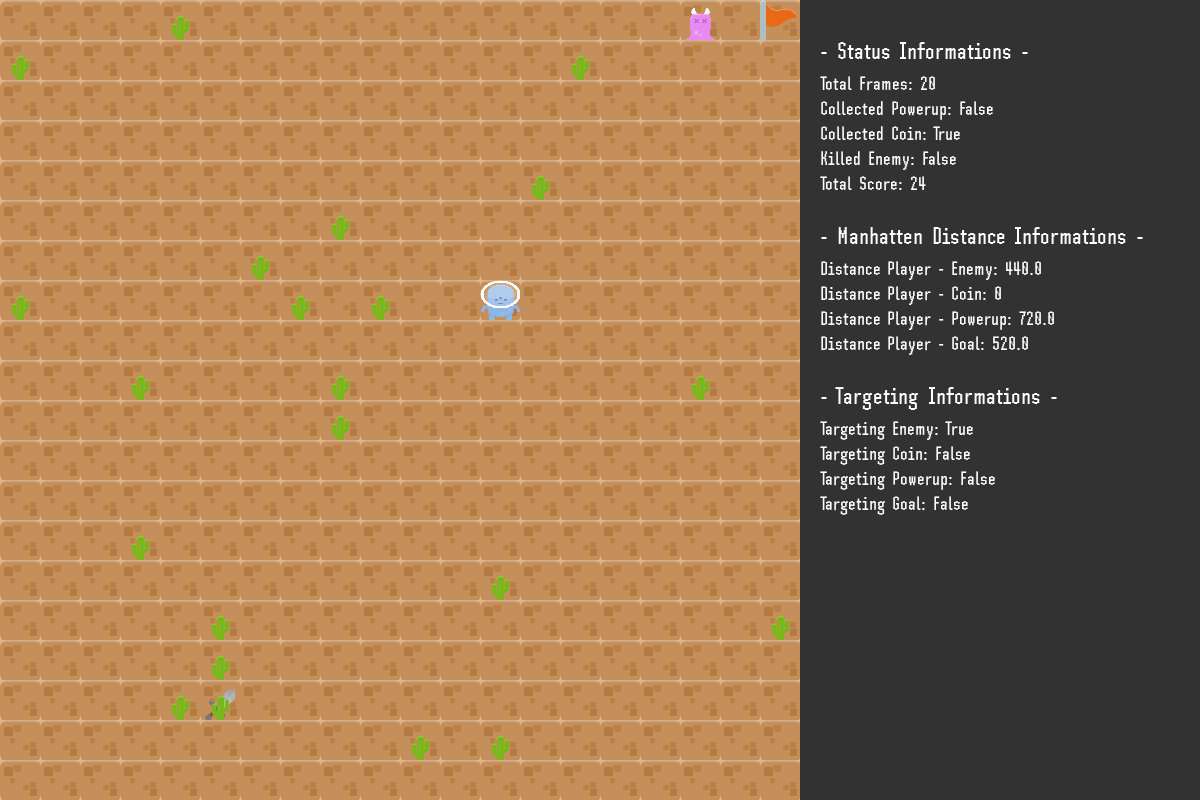 - Status Informations -
Total Frames: 20
Collected Powerup: False
Collected Coin: True
Killed Enemy: False
Total Score: 24
- Manhatten Distance Informations -
Distance Player - Enemy: 440.0
Distance Player - Coin: 0
Distance Player - Powerup: 720.0
Distance Player - Goal: 520.0
- Targeting Informations -
Targeting Enemy: True
Targeting Coin: False
Targeting Powerup: False
Targeting Goal: False